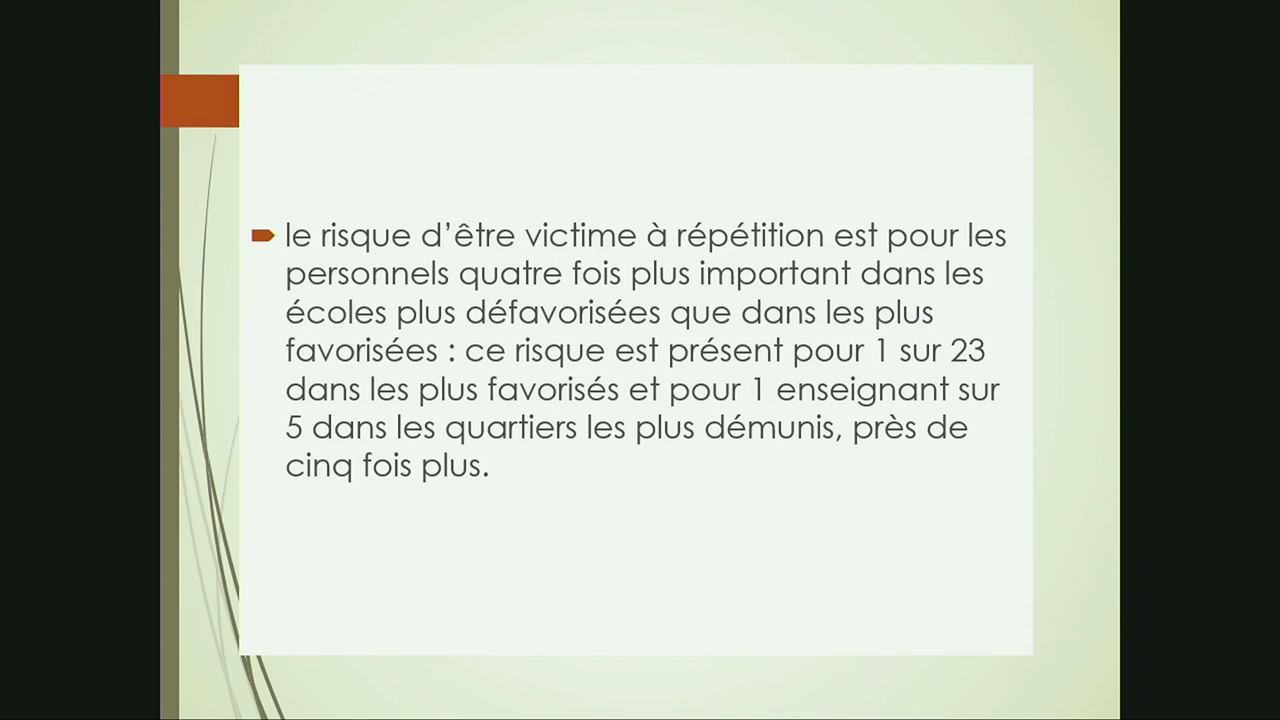 le risque d’être victime à répétition est pour les
personnels quatre fois plus important dans les
écoles plus défavorisées que dans les plus
favorisées : ce risque est présent pour 1 sur 23
dans les plus favorisés et pour 1 enseignant sur
5 dans les quartiers les plus démunis, près de
cinq fois plus.